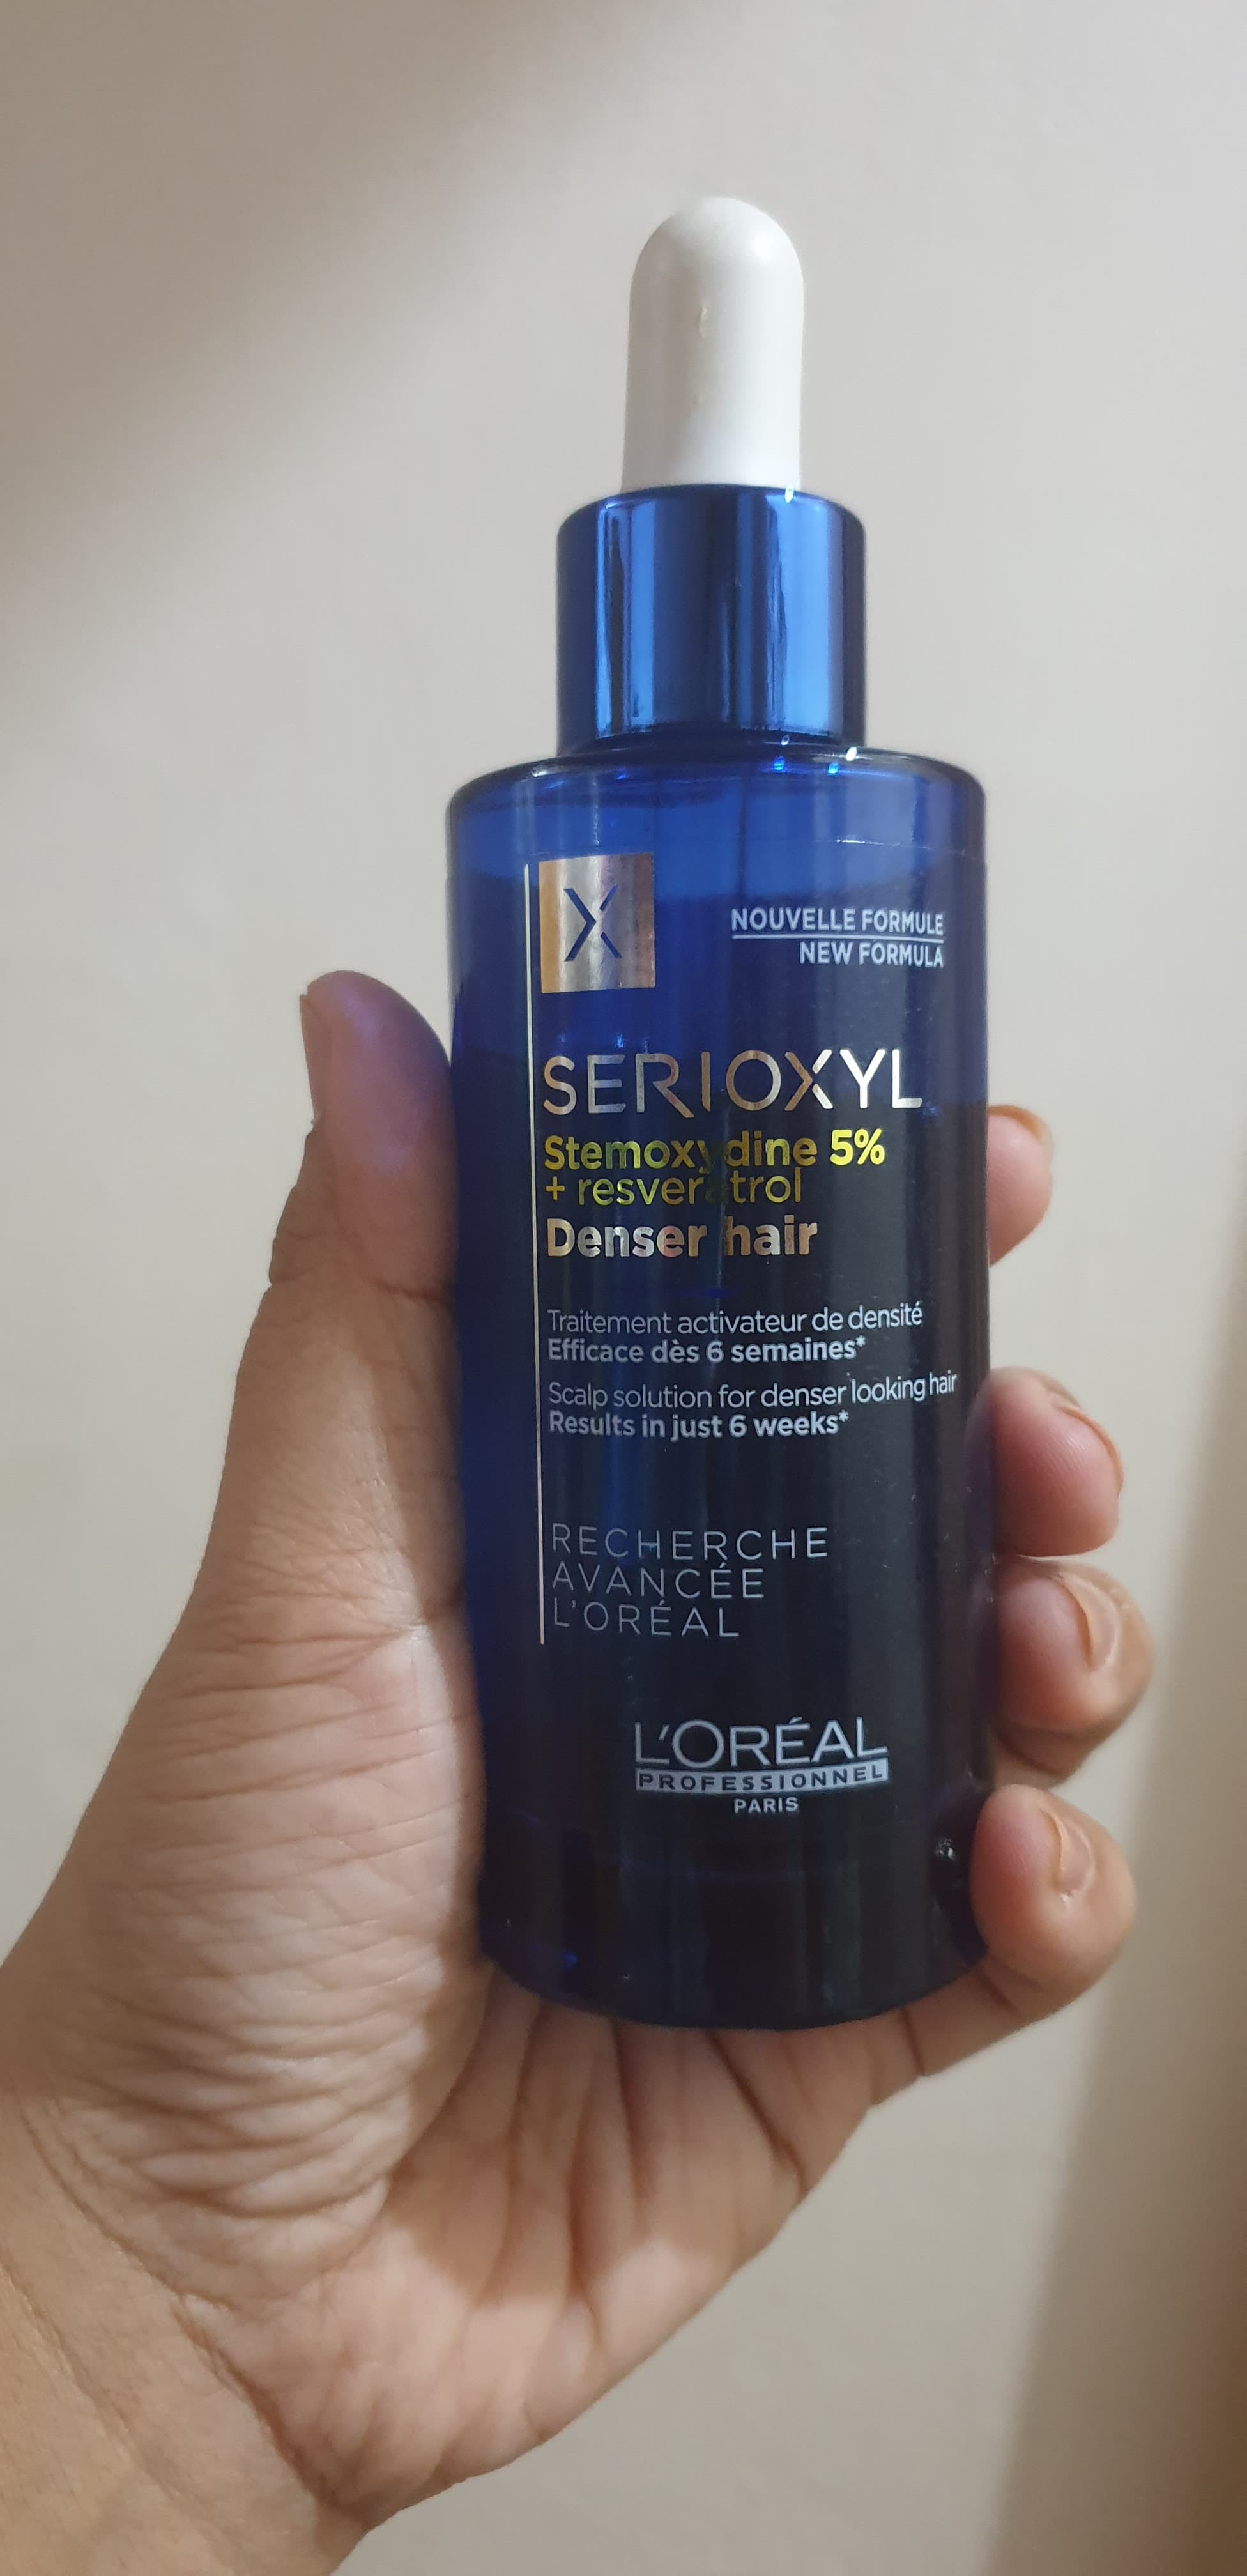 X
NOUVELLE FORMULE
NEW FORMULA
SERIOXYL
Stemoxydine 5%
+ resveratrol
Denser hair
Traitement activateur de densité
Efficace dès 6 semaines*
Scalp solution for denser looking hair
Results in just 6 weeks*
RECHERCHE
AVANCÉE
L'ORÉAL
L'ORÉAL
PROFESSIONNEL
PARIS